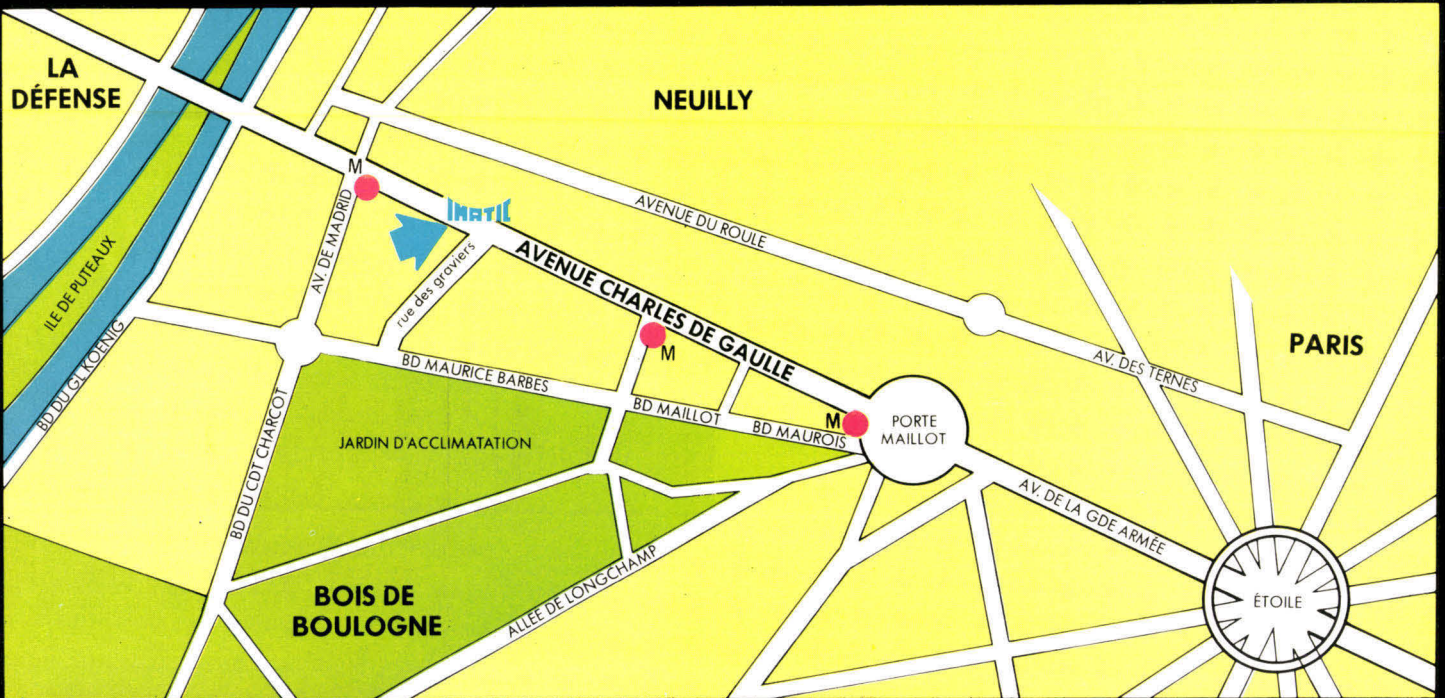 LA
DÉFENSE
NEUILLY
M
IMATIC
AV. DE MADRID
AVENUE DU ROULE
ILE DE PUTEAUX
rue des graviers
AVENUE CHARLES DE GAULLE
PARIS
BD DU GL KOENIG
M
AV. DES TERNES
BD MAURICE BARBES
BD MAILLOT
M
BD MAUROIS
PORTE
MAILLOT
JARDIN D'ACCLIMATATION
BD DU CDT CHARCOT
AV. DE LA GDE ARMÉE
BOIS DE
BOULOGNE
ALLÉE DE LONGCHAMP
ÉTOILE